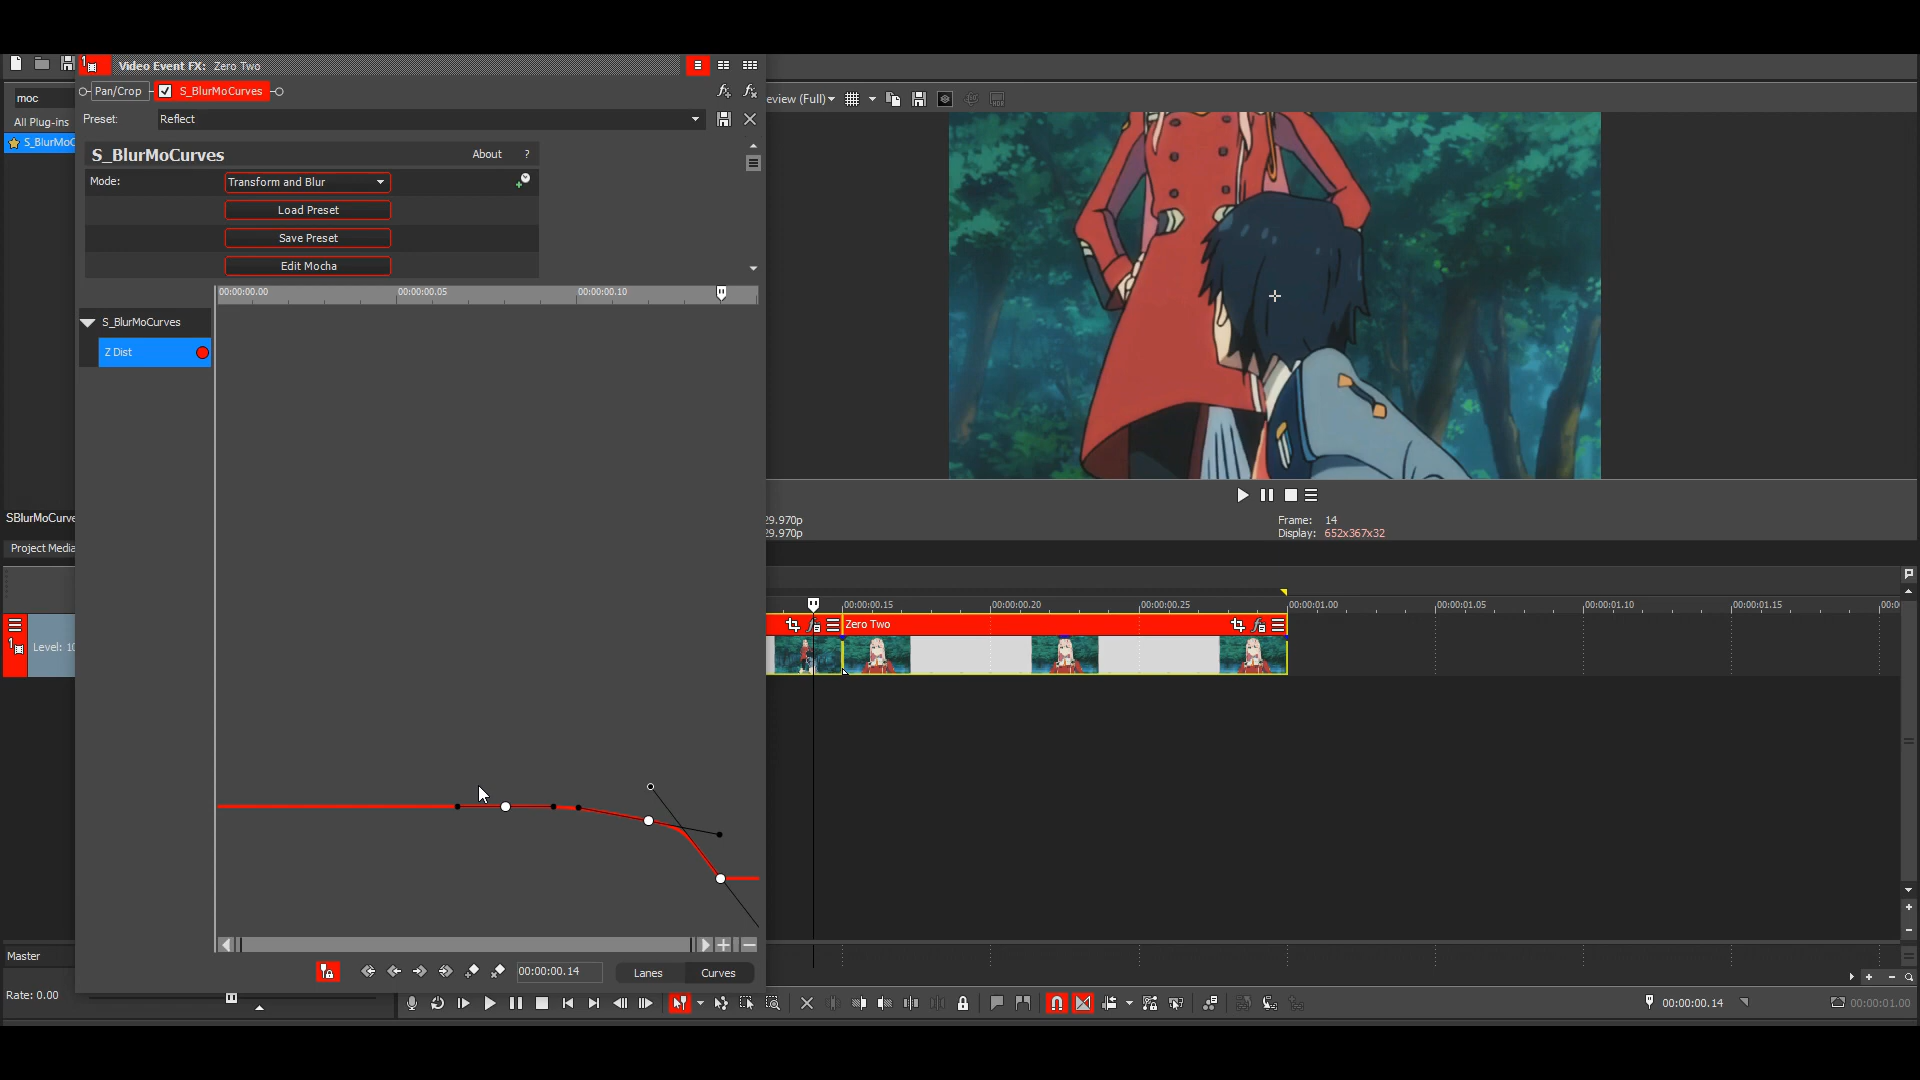 Video Event FX: Zero Two
Pan/Crop
S_BlurMoCurves
moc
Preset:
Reflect
eview (Full)
All Plug-ins
S_BlurMoC
S_BlurMoCurves
About
?
Mode:
Transform and Blur
Load Preset
Save Preset
Edit Mocha
00:00:00.00
00:00:00.05
00:00:00.10
S_BlurMoCurves
Z Dist
SBlurMoCurve
Project Media
29.970p
29.970p
Frame: 14
Display: 652x367x32
00:00:00.15
00:00:00.20
00:00:00.25
00:00:01.00
00:00:01.05
00:00:01.10
00:00:01.15
00:00
Zero Two
Level: 10
Master
00:00:00.14
Lanes
Curves
Rate: 0.00
00:00:00.14
00:00:01.00